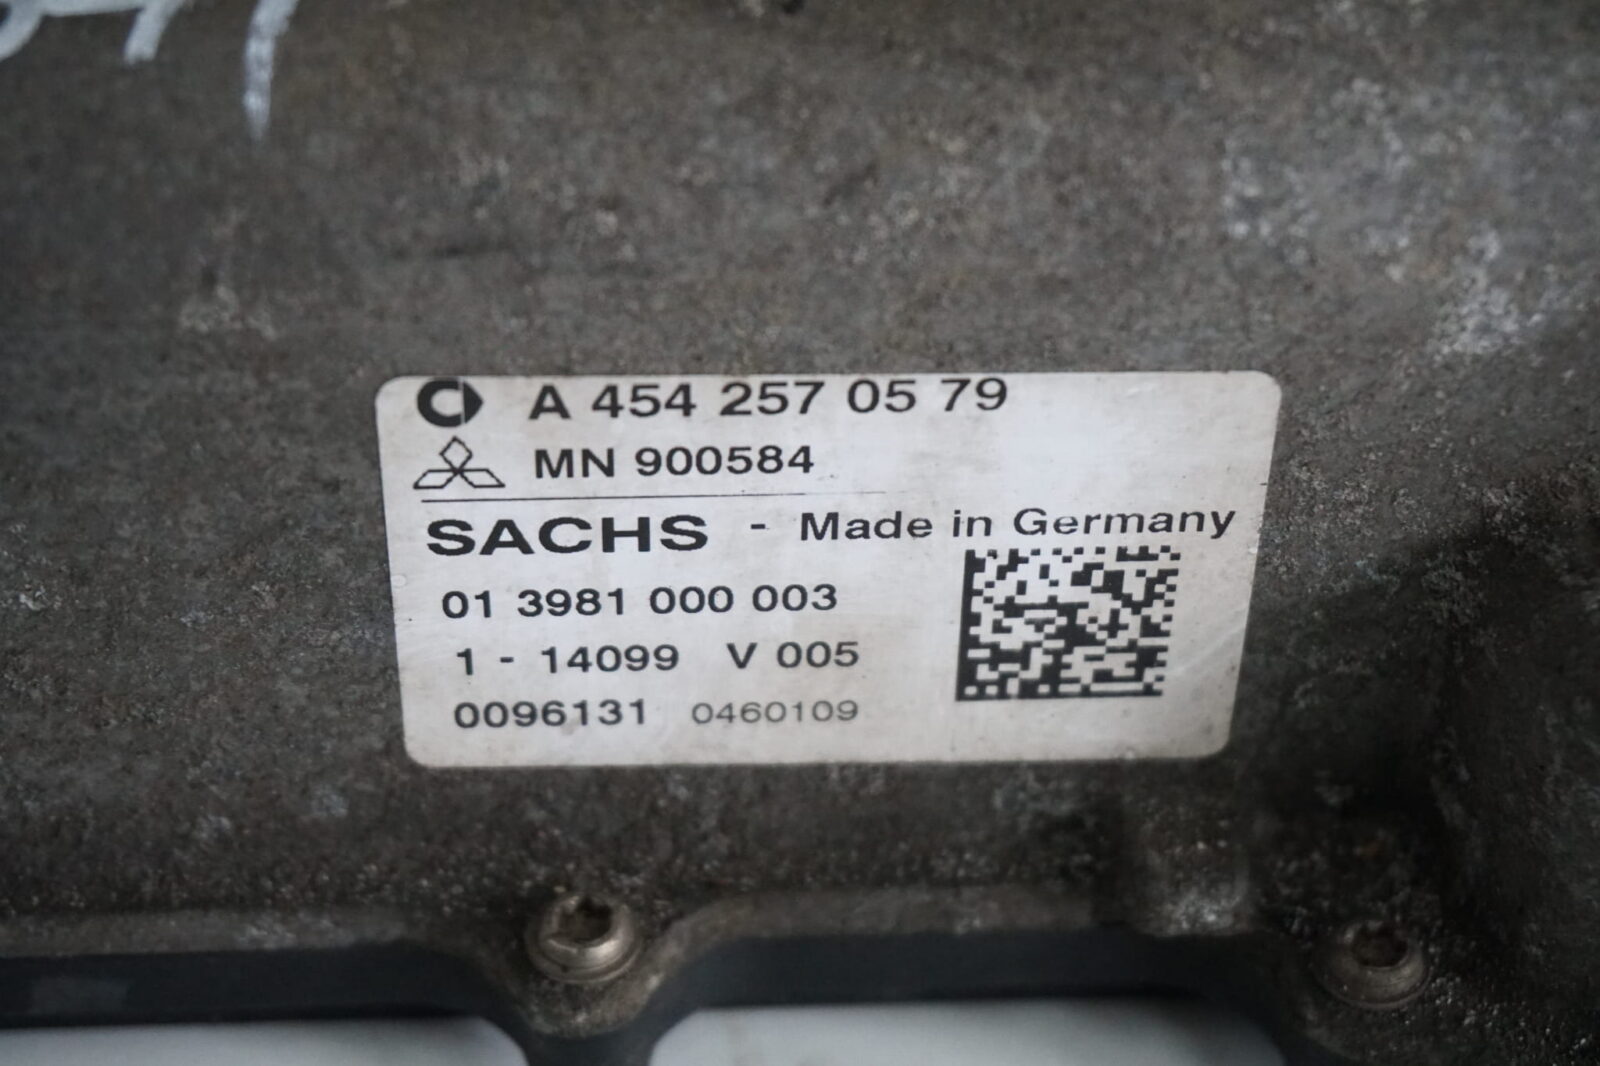 A 454 257 05 79
MN 900584
SACHS - Made in Germany
01 3981 000 003
1 - 14099 V 005
0096131 0460109